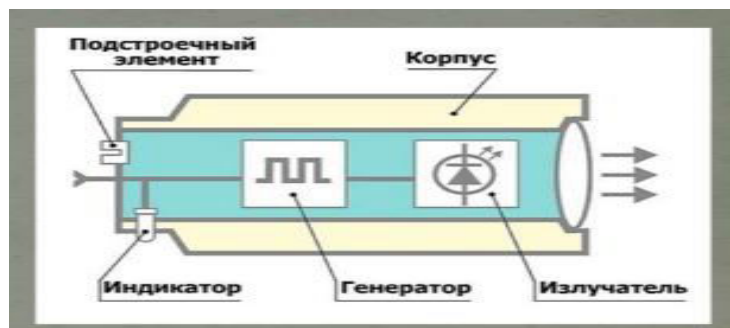 Подстроечный
элемент
Корпус
Индикатор
Генератор
Излучатель